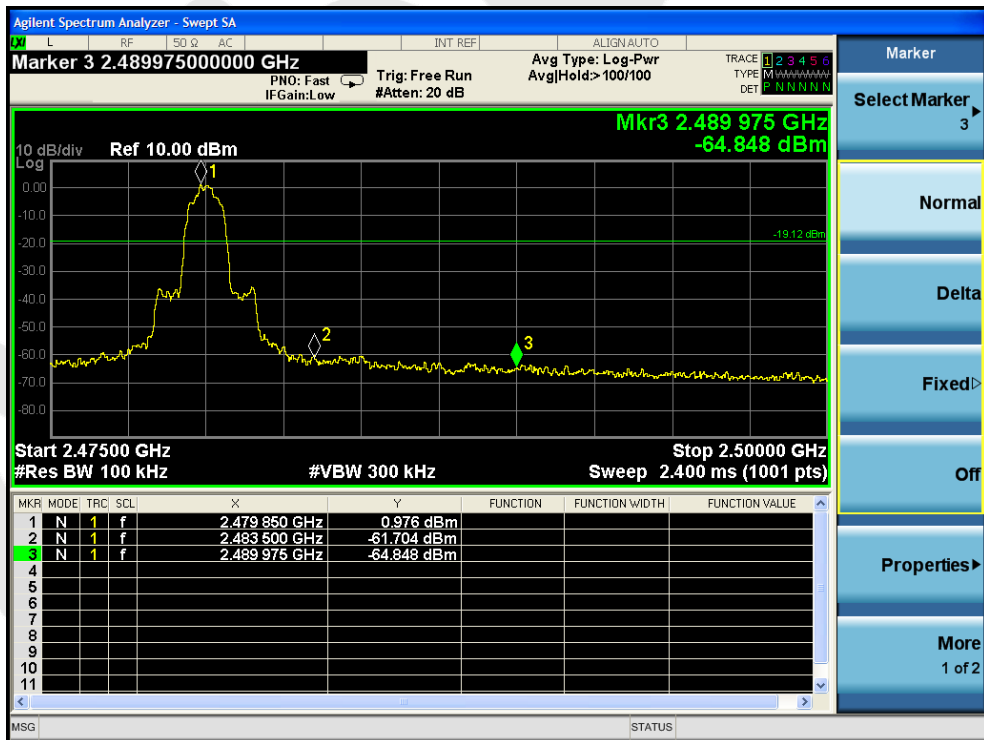 Agilent Spectrum Analyzer - Swept SA
LXI L RF 50 Ω AC INT REF ALIGNAUTO
Marker 3 2.489975000000 GHz
PNO: Fast
IFGain:Low
Trig: Free Run
#Atten: 20 dB
Avg Type: Log-Pwr
Avg|Hold:>100/100
TRACE 1 2 3 4 5 6
TYPE M
DET P N N N N N
Mkr3 2.489 975 GHz
-64.848 dBm
10 dB/div Ref 10.00 dBm
Log
1
0.00
-10.0
-20.0
-19.12 dBm
-30.0
-40.0
-50.0
2
3
-60.0
-70.0
-80.0
Start 2.47500 GHz Stop 2.50000 GHz
#Res BW 100 kHz #VBW 300 kHz Sweep 2.400 ms (1001 pts)
MKR MODE TRC SCL X Y FUNCTION FUNCTION WIDTH FUNCTION VALUE
1 N 1 f 2.479 850 GHz 0.976 dBm
2 N 1 f 2.483 500 GHz -61.704 dBm
3 N 1 f 2.489 975 GHz -64.848 dBm
4
5
6
7
8
9
10
11
MSG STATUS
Marker
Select Marker
3
Normal
Delta
Fixed
Off
Properties
More
1 of 2